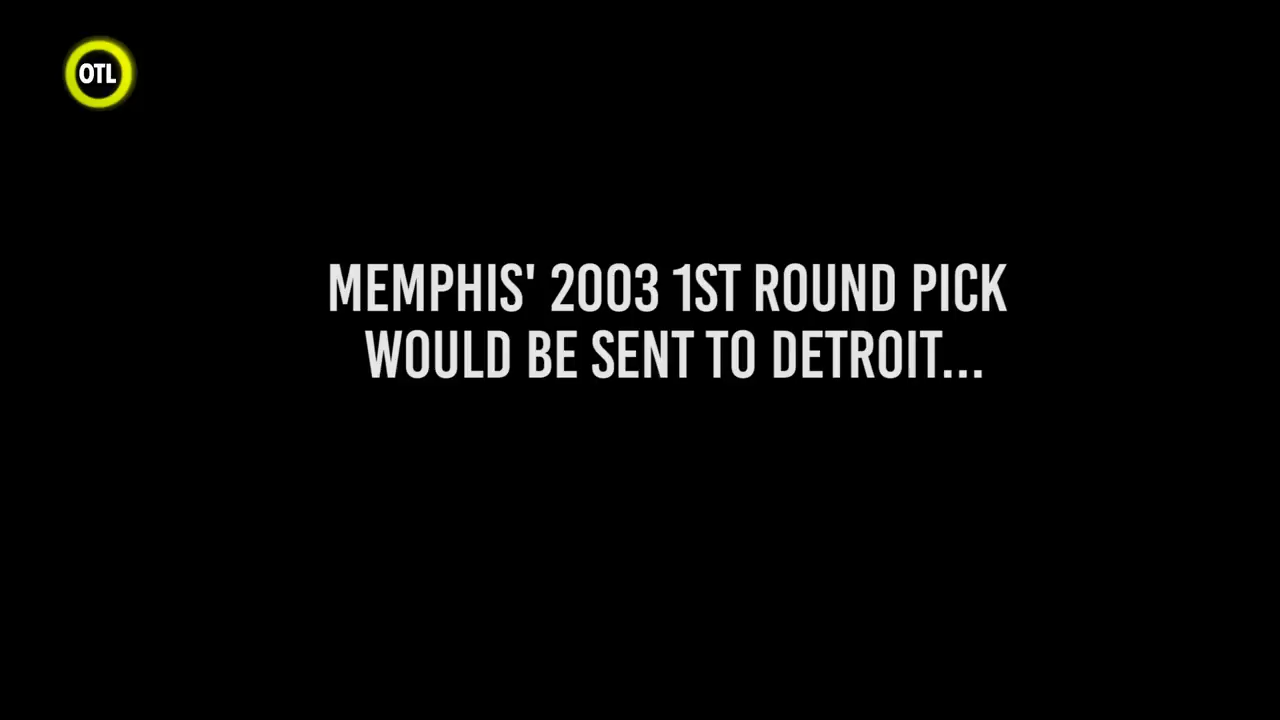 OTL
MEMPHIS' 2003 1ST ROUND PICK
WOULD BE SENT TO DETROIT...